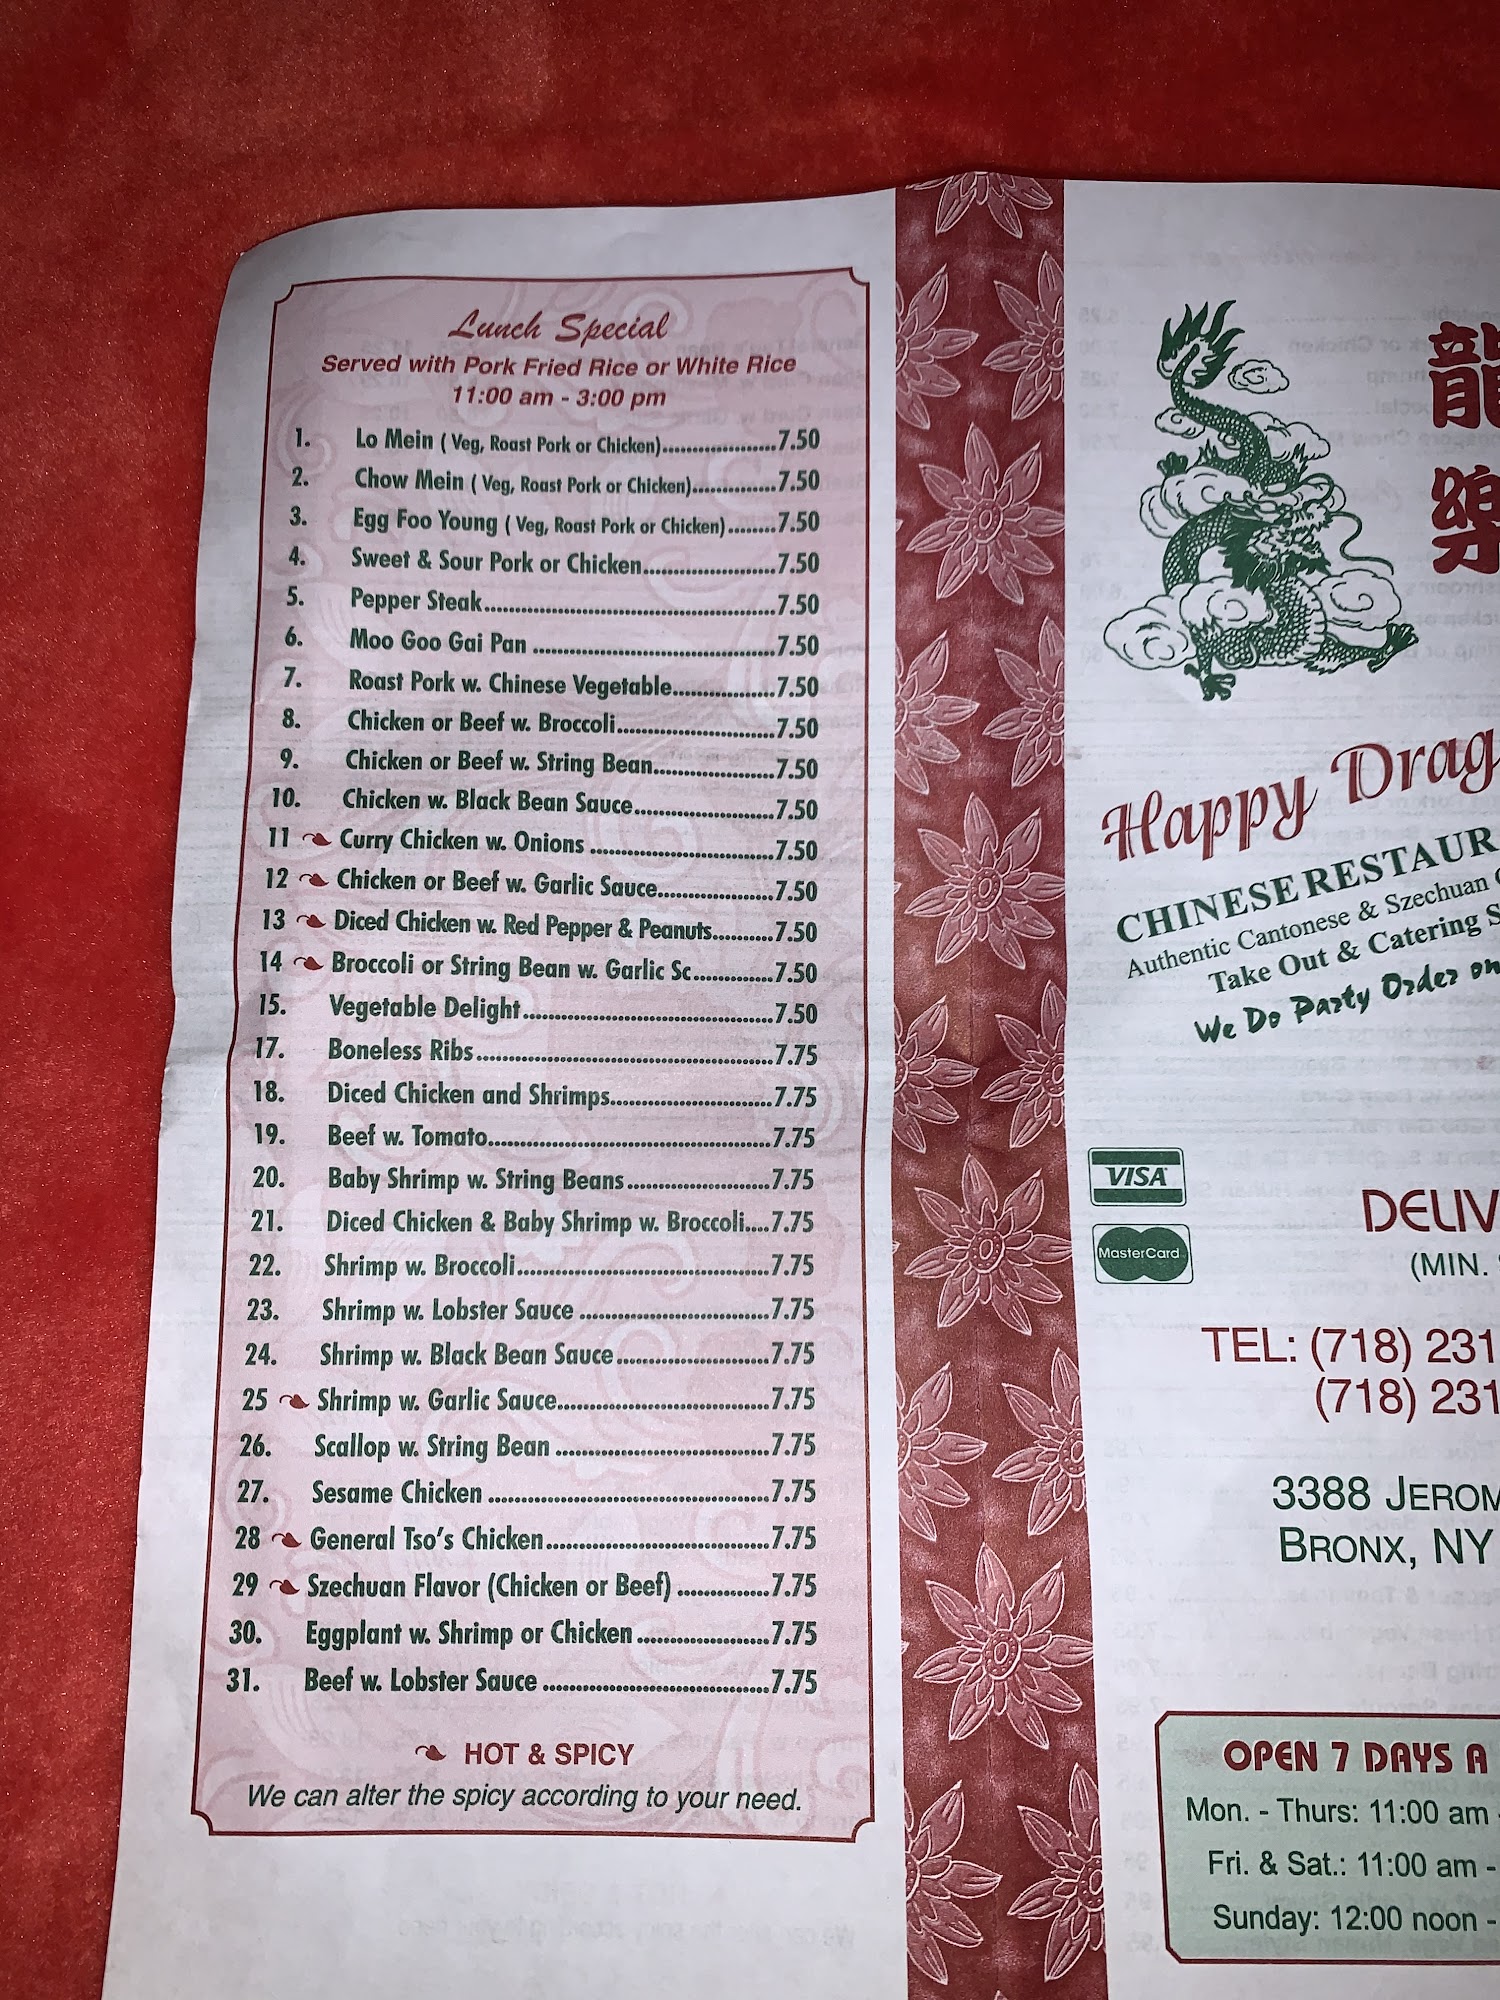 Lunch Special
Served with Pork Fried Rice or White Rice
11:00 am - 3:00 pm
1. Lo Mein ( Veg, Roast Pork or Chicken)..................7.50
2. Chow Mein ( Veg, Roast Pork or Chicken)..............7.50
3. Egg Foo Young ( Veg, Roast Pork or Chicken)........7.50
4. Sweet & Sour Pork or Chicken......................7.50
5. Pepper Steak................................................7.50
6. Moo Goo Gai Pan ........................................7.50
7. Roast Pork w. Chinese Vegetable.................7.50
8. Chicken or Beef w. Broccoli..........................7.50
9. Chicken or Beef w. String Bean....................7.50
10. Chicken w. Black Bean Sauce.......................7.50
11 Curry Chicken w. Onions ..............................7.50
12 Chicken or Beef w. Garlic Sauce...................7.50
13 Diced Chicken w. Red Pepper & Peanuts..........7.50
14 Broccoli or String Bean w. Garlic Sc.............7.50
15. Vegetable Delight.........................................7.50
17. Boneless Ribs.................................................7.75
18. Diced Chicken and Shrimps...........................7.75
19. Beef w. Tomato...............................................7.75
20. Baby Shrimp w. String Beans........................7.75
21. Diced Chicken & Baby Shrimp w. Broccoli....7.75
22. Shrimp w. Broccoli.........................................7.75
23. Shrimp w. Lobster Sauce ...............................7.75
24. Shrimp w. Black Bean Sauce.........................7.75
25 Shrimp w. Garlic Sauce...................................7.75
26. Scallop w. String Bean ...................................7.75
27. Sesame Chicken ..............................................7.75
28 General Tso's Chicken.....................................7.75
29 Szechuan Flavor (Chicken or Beef) ...............7.75
30. Eggplant w. Shrimp or Chicken ......................7.75
31. Beef w. Lobster Sauce ......................................7.75
HOT & SPICY
We can alter the spicy according to your need.
龍
樂
Happy Drag
CHINESE RESTAUR
Authentic Cantonese & Szechuan
Take Out & Catering S
We Do Party Order on
VISA
MasterCard
DELIV
(MIN.
TEL: (718) 231
(718) 231
3388 JEROM
BRONX, NY
OPEN 7 DAYS A
Mon. - Thurs: 11:00 am -
Fri. & Sat.: 11:00 am -
Sunday: 12:00 noon -